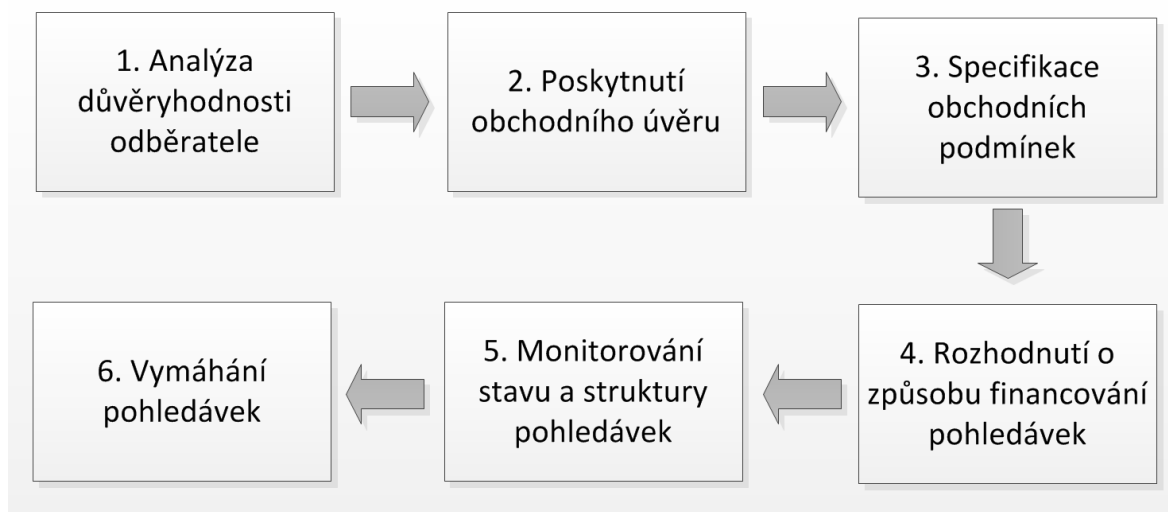 1. Analýza
důvěryhodnosti
odběratele
2. Poskytnutí
obchodního úvěru
3. Specifikace
obchodních
podmínek
4. Rozhodnutí o
způsobu financování
pohledávek
5. Monitorování
stavu a struktury
pohledávek
6. Vymáhání
pohledávek